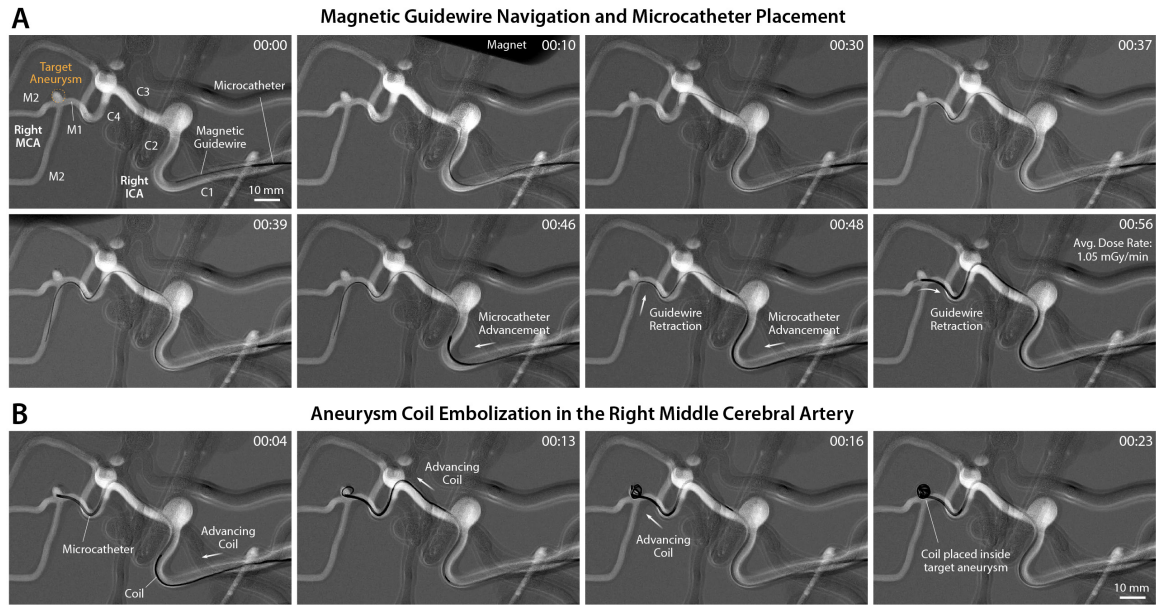 A
Magnetic Guidewire Navigation and Microcatheter Placement
00:00
Target
Aneurysm
M2
M1
Right
MCA
M2
C3
C4
C2
Right
ICA
C1
Magnetic
Guidewire
Microcatheter
10 mm
Magnet
00:10
00:30
00:37
00:39
00:46
Microcatheter
Advancement
00:48
Guidewire
Retraction
Microcatheter
Advancement
00:56
Avg. Dose Rate:
1.05 mGy/min
Guidewire
Retraction
B
Aneurysm Coil Embolization in the Right Middle Cerebral Artery
00:04
Microcatheter
Advancing
Coil
Coil
00:13
Advancing
Coil
00:16
Advancing
Coil
00:23
Coil placed inside
target aneurysm
10 mm